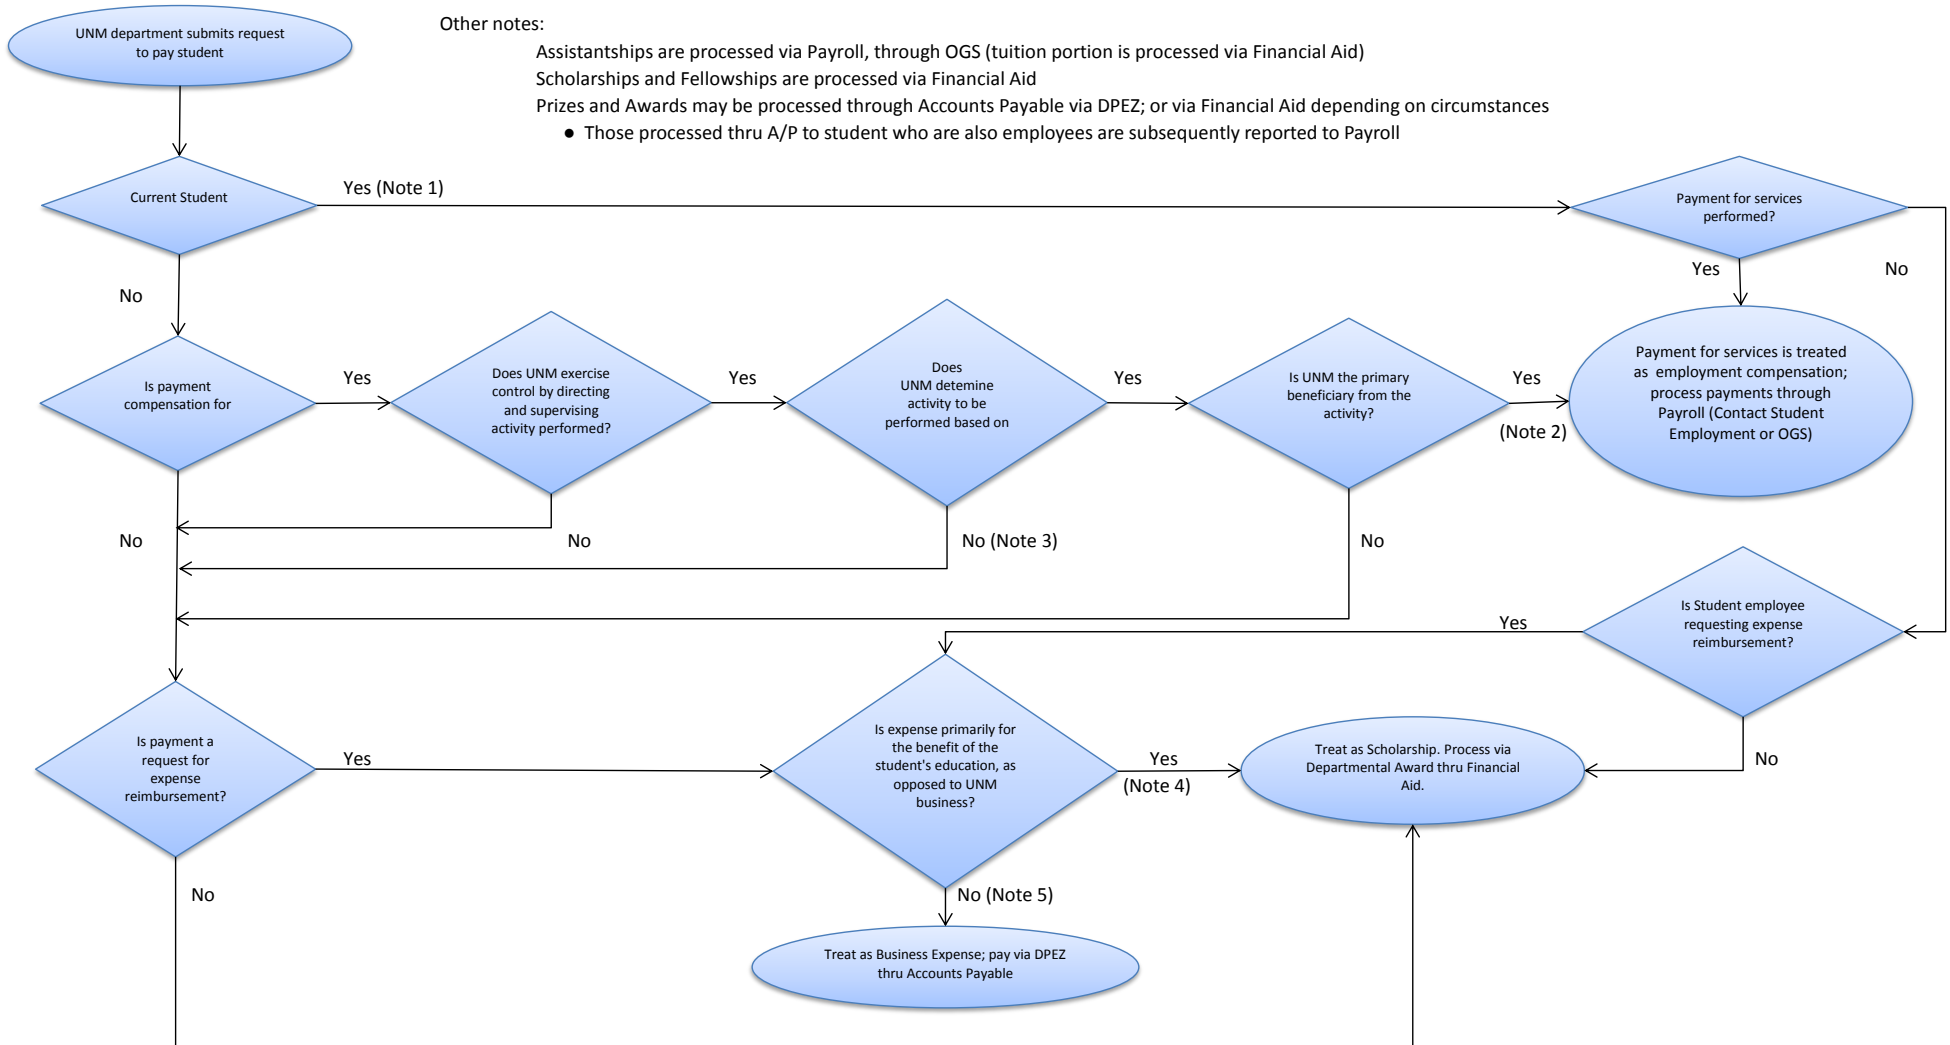 UNM department submits request
to pay student
Other notes:
Assistantships are processed via Payroll, through OGS (tuition portion is processed via Financial Aid)
Scholarships and Fellowships are processed via Financial Aid
Prizes and Awards may be processed through Accounts Payable via DPEZ; or via Financial Aid depending on circumstances
● Those processed thru A/P to student who are also employees are subsequently reported to Payroll
Current Student
Yes (Note 1)
Payment for services
performed?
Yes
No
No
Is payment
compensation for
Yes
Does UNM exercise
control by directing
and supervising
activity performed?
Yes
Does
UNM detemine
activity to be
performed based on
Yes
Is UNM the primary
beneficiary from the
activity?
Yes
(Note 2)
Payment for services is treated
as employment compensation;
process payments through
Payroll (Contact Student
Employment or OGS)
No
No
No (Note 3)
No
Is Student employee
requesting expense
reimbursement?
Yes
No
Is payment a
request for
expense
reimbursement?
Yes
Is expense primarily for
the benefit of the
student's education, as
opposed to UNM
business?
Yes
(Note 4)
Treat as Scholarship. Process via
Departmental Award thru Financial
Aid.
No
No (Note 5)
Treat as Business Expense; pay via DPEZ
thru Accounts Payable